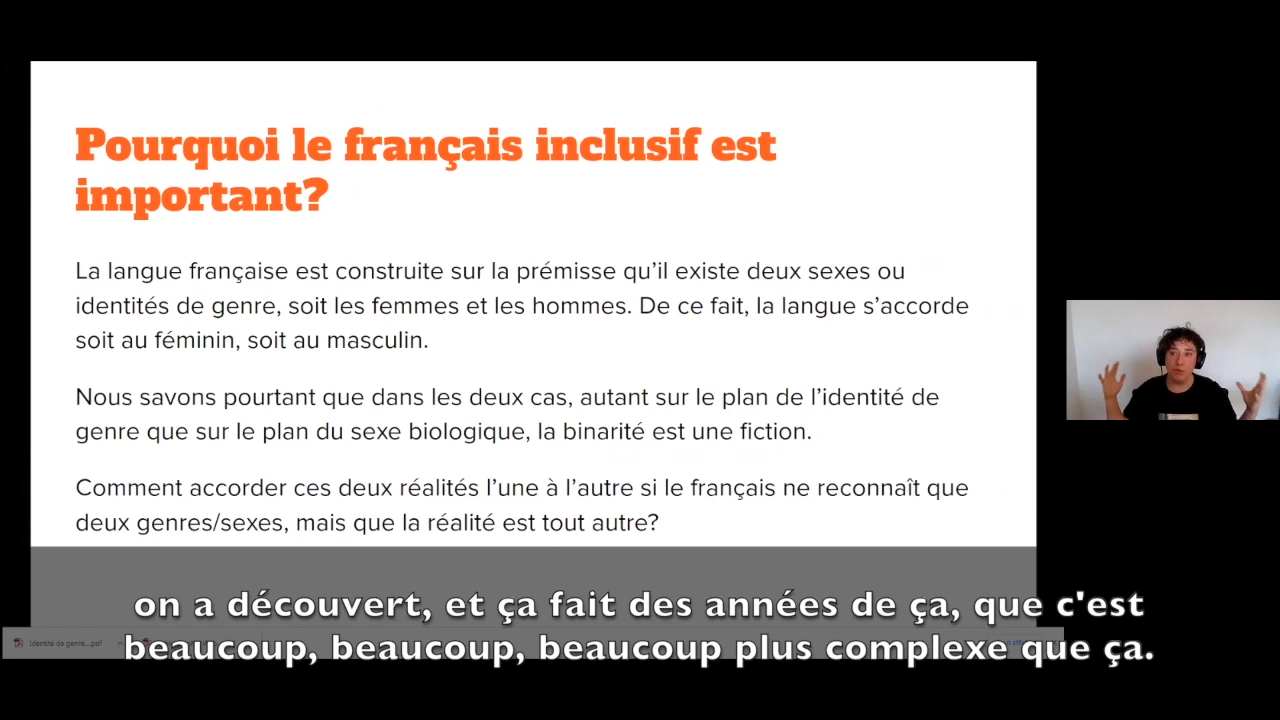 Pourquoi le français inclusif est
important?
La langue française est construite sur la prémisse qu’il existe deux sexes ou
identités de genre, soit les femmes et les hommes. De ce fait, la langue s’accorde
soit au féminin, soit au masculin.
Nous savons pourtant que dans les deux cas, autant sur le plan de l’identité de
genre que sur le plan du sexe biologique, la binarité est une fiction.
Comment accorder ces deux réalités l’une à l’autre si le français ne reconnaît que
deux genres/sexes, mais que la réalité est tout autre?
on a découvert, et ça fait des années de ça, que c'est
Identite de genre,...pdf
beaucoup, beaucoup, beaucoup plus complexe que ça.